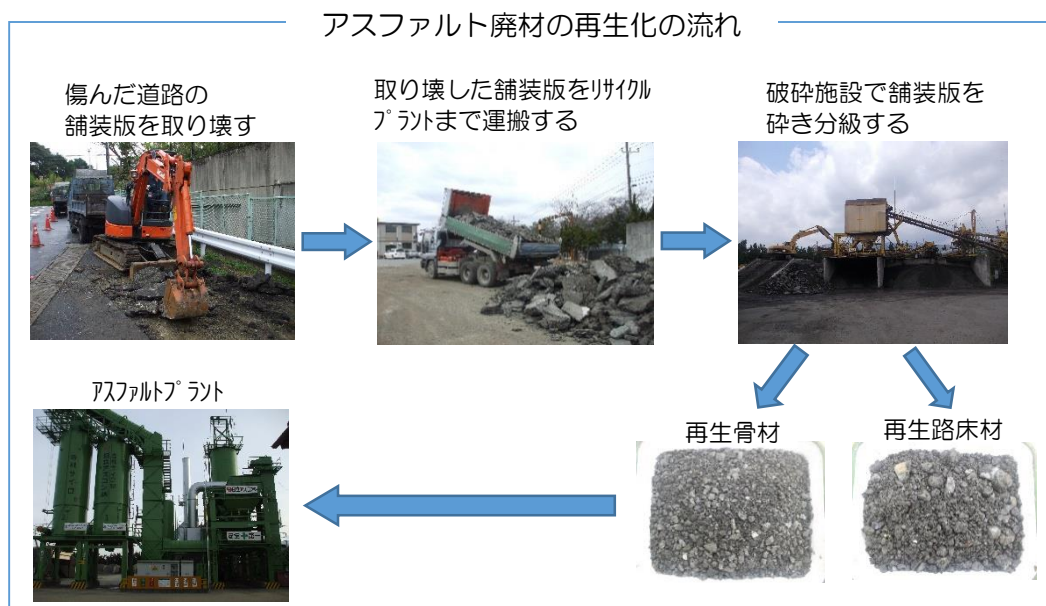 アスファルト廃材の再生化の流れ
傷んだ道路の
舗装版を取り壊す
取り壊した舗装版をﾘｻｲｸﾙ
ﾌﾟﾗﾝﾄまで運搬する
破砕施設で舗装版を
砕き分級する
再生骨材
再生路床材
ｱｽﾌｧﾙﾄﾌﾟﾗﾝﾄ
安全+第一